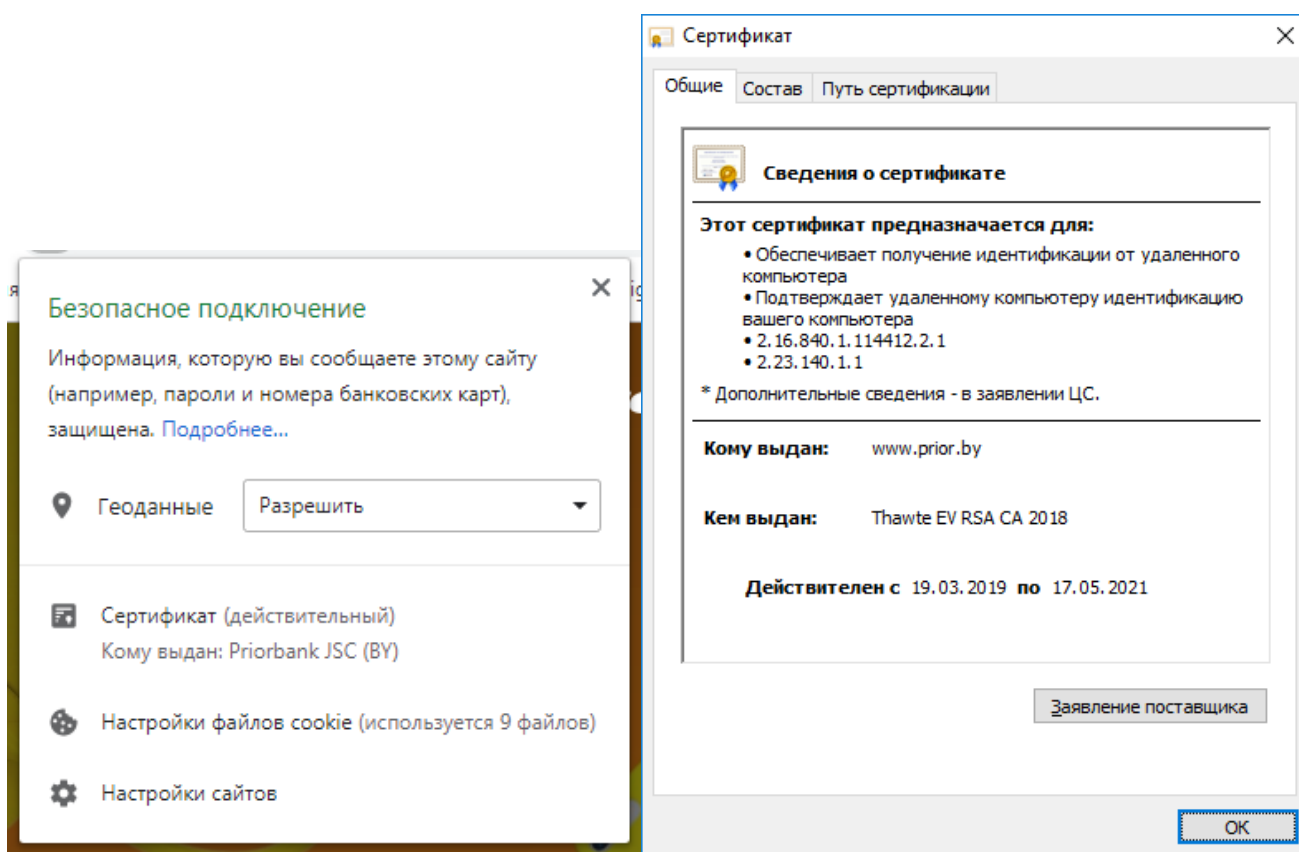 Безопасное подключение
Информация, которую вы сообщаете этому сайту
(например, пароли и номера банковских карт),
защищена. Подробнее...
Геоданные
Разрешить
Сертификат (действительный)
Кому выдан: Priorbank JSC (BY)
Настройки файлов cookie (используется 9 файлов)
Настройки сайтов
Сертификат
Общие
Состав
Путь сертификации
Сведения о сертификате
Этот сертификат предназначается для:
• Обеспечивает получение идентификации от удаленного
компьютера
• Подтверждает удаленному компьютеру идентификацию
вашего компьютера
• 2.16.840.1.114412.2.1
• 2.23.140.1.1
* Дополнительные сведения - в заявлении ЦС.
Кому выдан: www.prior.by
Кем выдан: Thawte EV RSA CA 2018
Действителен с 19.03.2019 по 17.05.2021
Заявление поставщика
ОК